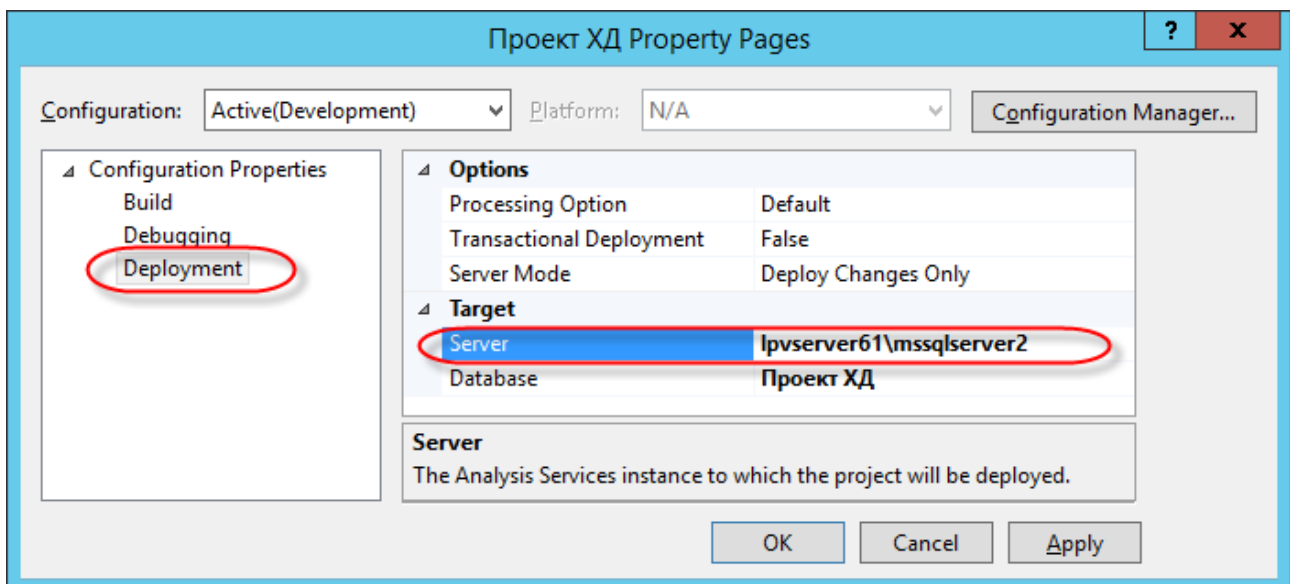 Проект ХД Property Pages
?
x
Configuration:
Active(Development)
Platform:
N/A
Configuration Manager...
Configuration Properties
Build
Debugging
Deployment
Options
Processing Option Default
Transactional Deployment False
Server Mode Deploy Changes Only
Target
Server lpvserver61\mssqlserver2
Database Проект ХД
Server
The Analysis Services instance to which the project will be deployed.
OK
Cancel
Apply